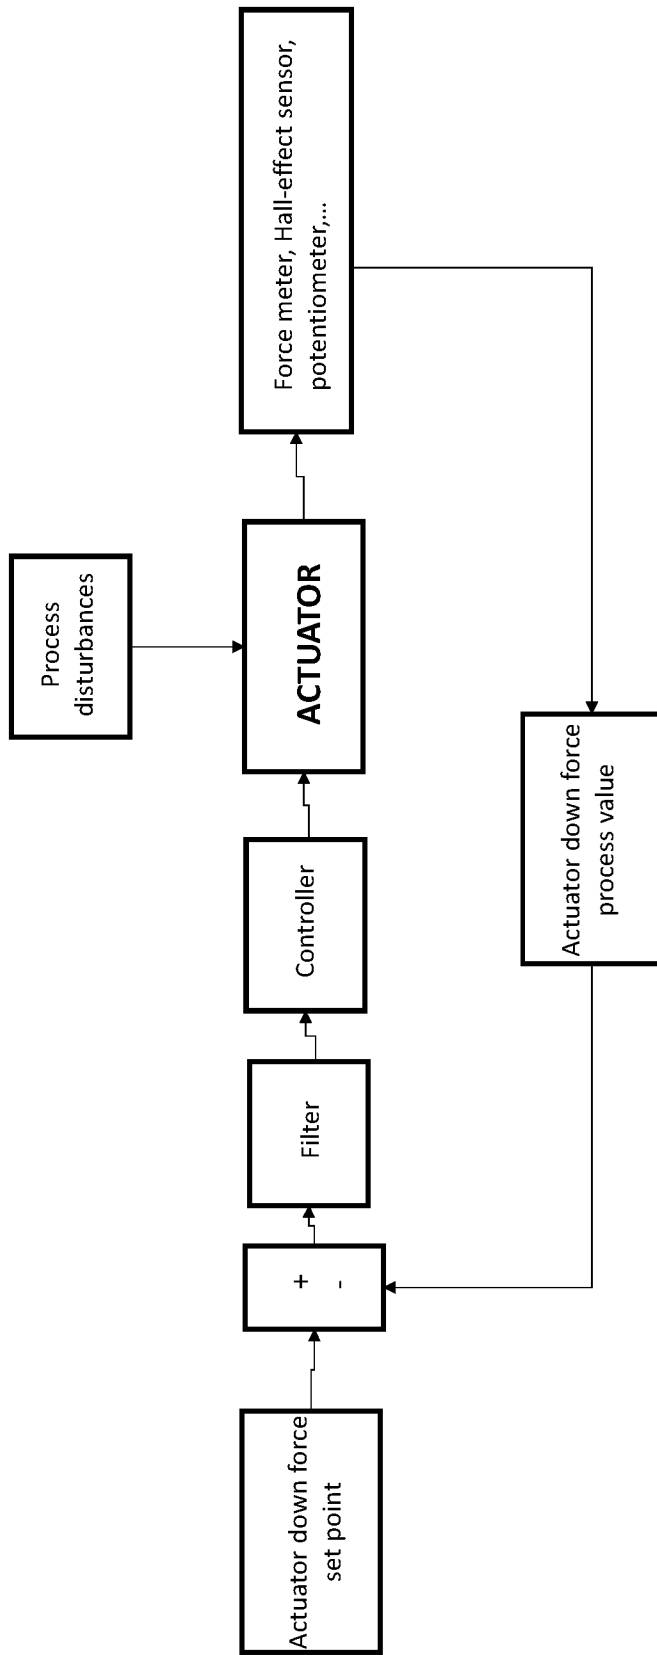 Actuator down force
set point
+
-
Filter
Controller
ACTUATOR
Process
disturbances
Force meter, Hall-effect sensor,
potentiometer,...
Actuator down force
process value